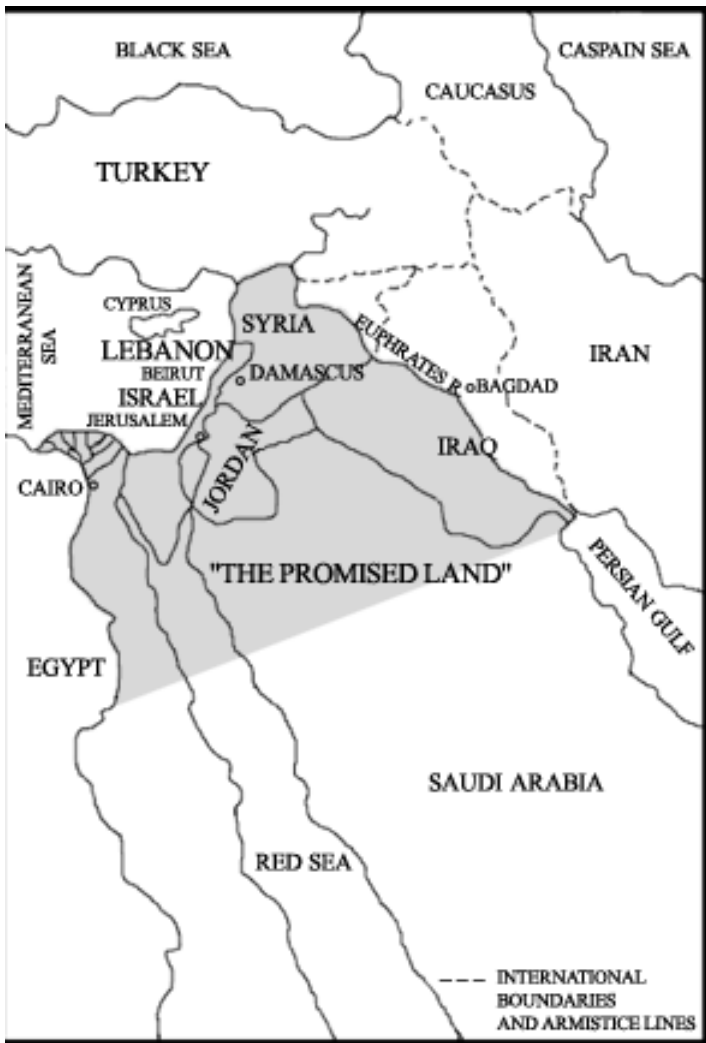 BLACK SEA
CASPAIN SEA
CAUCASUS
TURKEY
MEDITERRANEAN
SEA
CYPRUS
SYRIA
LEBANON
EUPHRATES R.
IRAN
BEIRUT
DAMASCUS
BAGDAD
ISRAEL
JERUSALEM
JORDAN
IRAQ
CAIRO
"THE PROMISED LAND"
PERSIAN GULF
EGYPT
SAUDI ARABIA
RED SEA
INTERNATIONAL
BOUNDARIES
AND ARMISTICE LINES